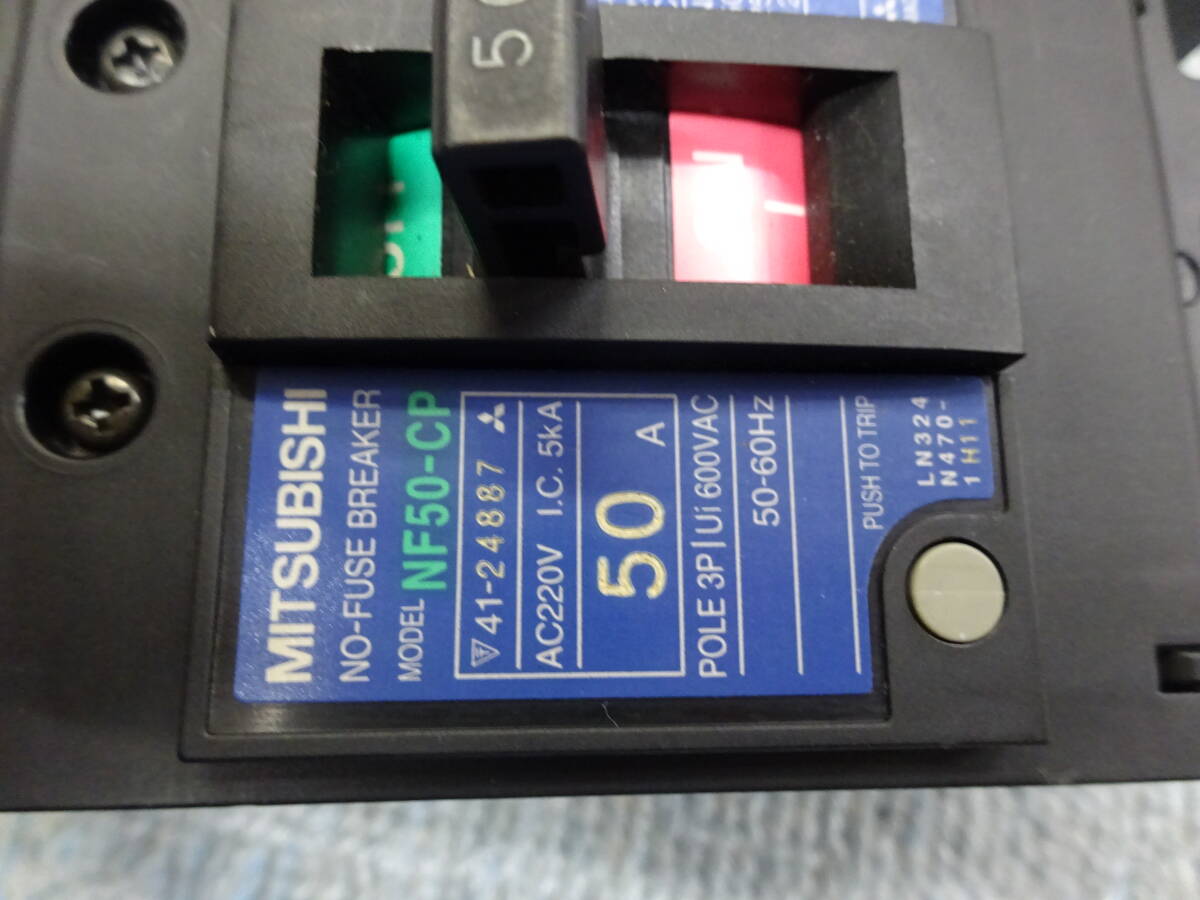 MITSUBISHI
NO-FUSE BREAKER
MODEL NF50-CP
41-24887
AC220V I.C. 5kA
50 A
POLE 3P Ui 600VAC
50-60Hz
PUSH TO TRIP
LN324
N470-
1H11